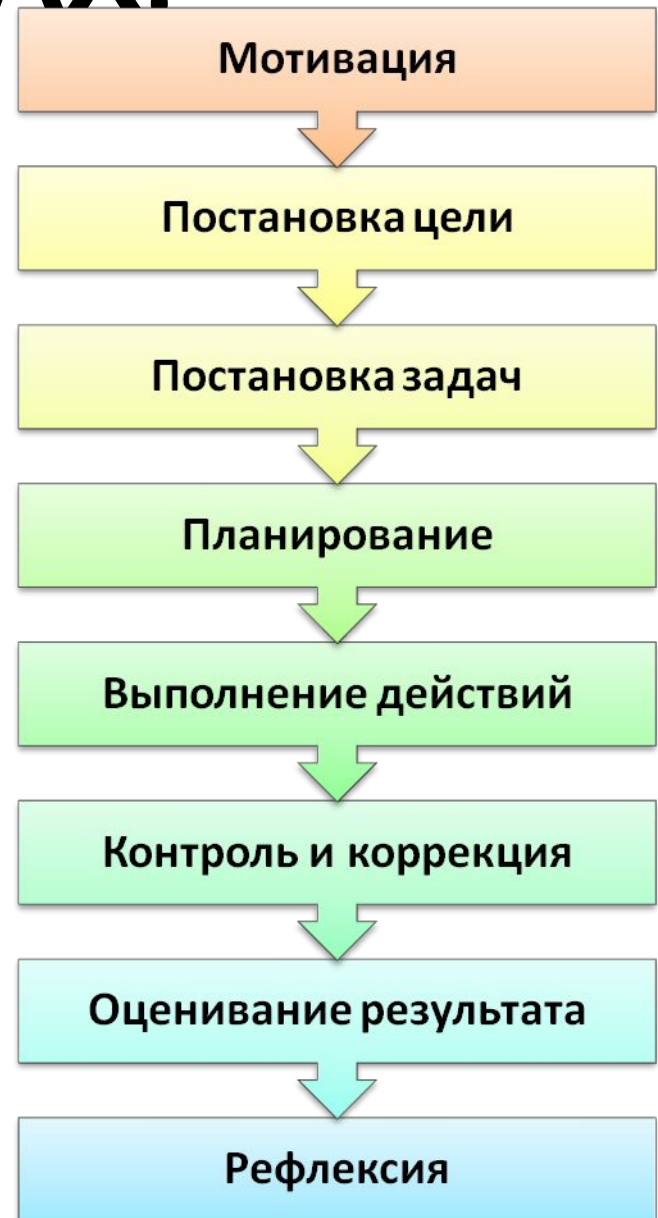 Мотивация
Постановка цели
Постановка задач
Планирование
Выполнение действий
Контроль и коррекция
Оценивание результата
Рефлексия